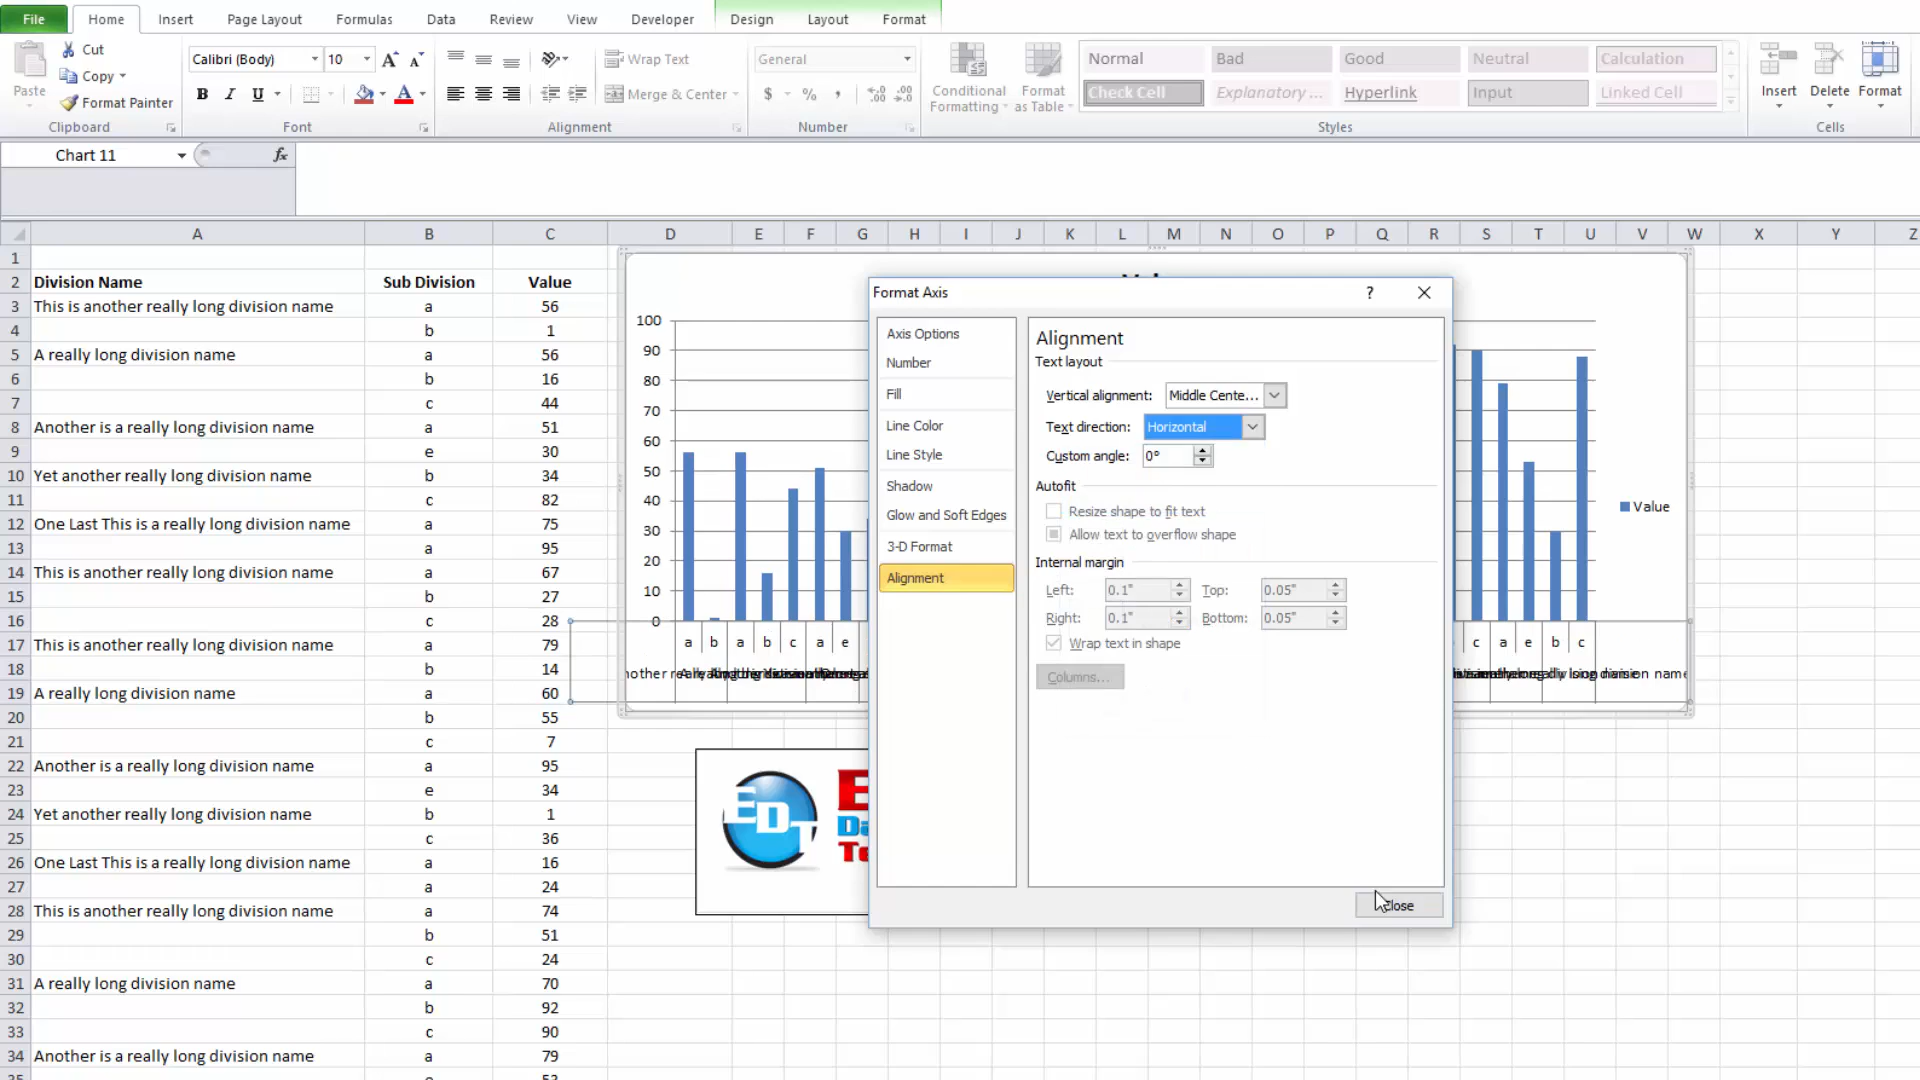 File Home Insert Page Layout Formulas Data Review View Developer Design Layout Format
Cut
Calibri (Body) 10 A A Wrap Text General Normal Bad Good Neutral Calculation
Copy
Paste Conditional Formatting Format as Table Insert Delete Format
Format Painter B I U A Merge & Center $ % , Check Cell Explanatory ... Hyperlink Input Linked Cell
Clipboard Font Alignment Number Styles Cells
Chart 11 fx
A B C D E F G H I J K L M N O P Q R S T U V W X Y Z
1
2 Division Name Sub Division Value
3 This is another really long division name a 56
4 b 1
5 A really long division name a 56
6 b 16
7 c 44
8 Another is a really long division name a 51
9 e 30
10 Yet another really long division name b 34
11 c 82
12 One Last This is a really long division name a 75
13 a 95
14 This is another really long division name a 67
15 b 27
16 c 28
17 This is another really long division name a 79
18 b 14
19 A really long division name a 60
20 b 55
21 c 7
22 Another is a really long division name a 95
23 e 34
24 Yet another really long division name b 1
25 c 36
26 One Last This is a really long division name a 16
27 a 24
28 This is another really long division name a 74
29 b 51
30 c 24
31 A really long division name a 70
32 b 92
33 c 90
34 Another is a really long division name a 79
100
90
80
70
60
50
40
30
20
10
0
a b a b c a e
c a e b c
division name
Value
EDT
Format Axis ?
Axis Options
Number
Fill
Line Color
Line Style
Shadow
Glow and Soft Edges
3-D Format
Alignment
Alignment
Text layout
Vertical alignment: Middle Cente...
Text direction: Horizontal
Custom angle: 0°
Autofit
Resize shape to fit text
Allow text to overflow shape
Internal margin
Left: 0.1" Top: 0.05"
Right: 0.1" Bottom: 0.05"
Wrap text in shape
Columns...
Close